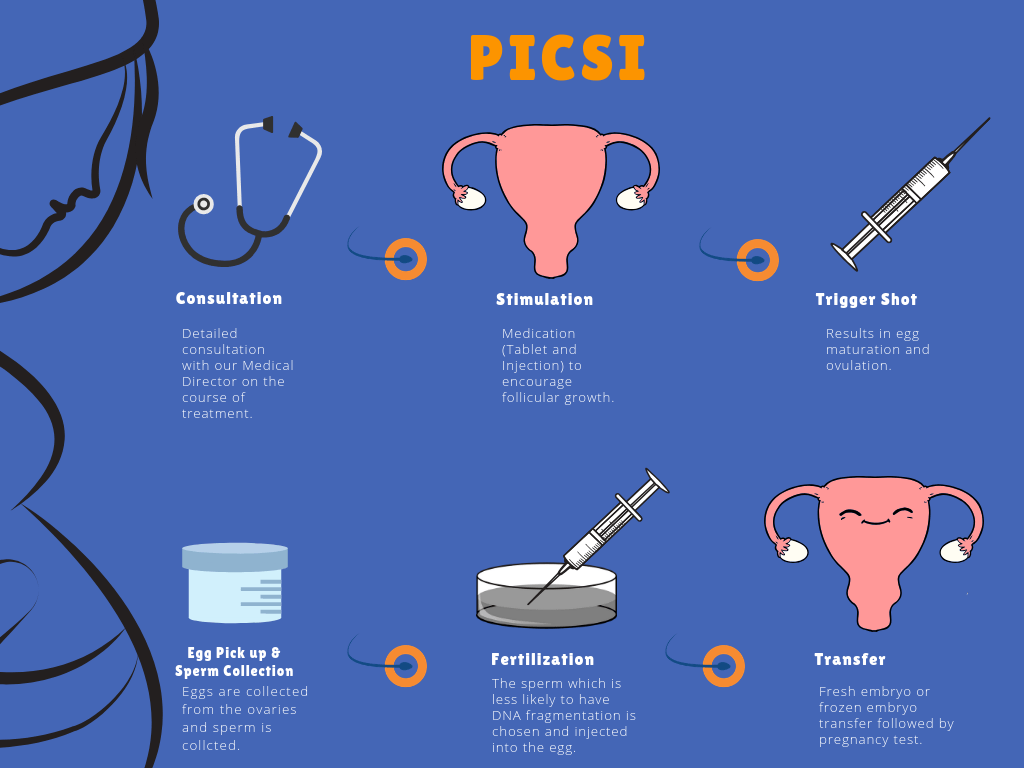 PICSI
Consultation
Detailed
consultation
with our Medical
Director on the
course of
treatment.
Stimulation
Medication
(Tablet and
Injection) to
encourage
follicular growth.
Trigger Shot
Results in egg
maturation and
ovulation.
Egg Pick up &
Sperm Collection
Eggs are collected
from the ovaries
and sperm is
collcted.
Fertilization
The sperm which is
less likely to have
DNA fragmentation is
chosen and injected
into the egg.
Transfer
Fresh embryo or
frozen embryo
transfer followed by
pregnancy test.